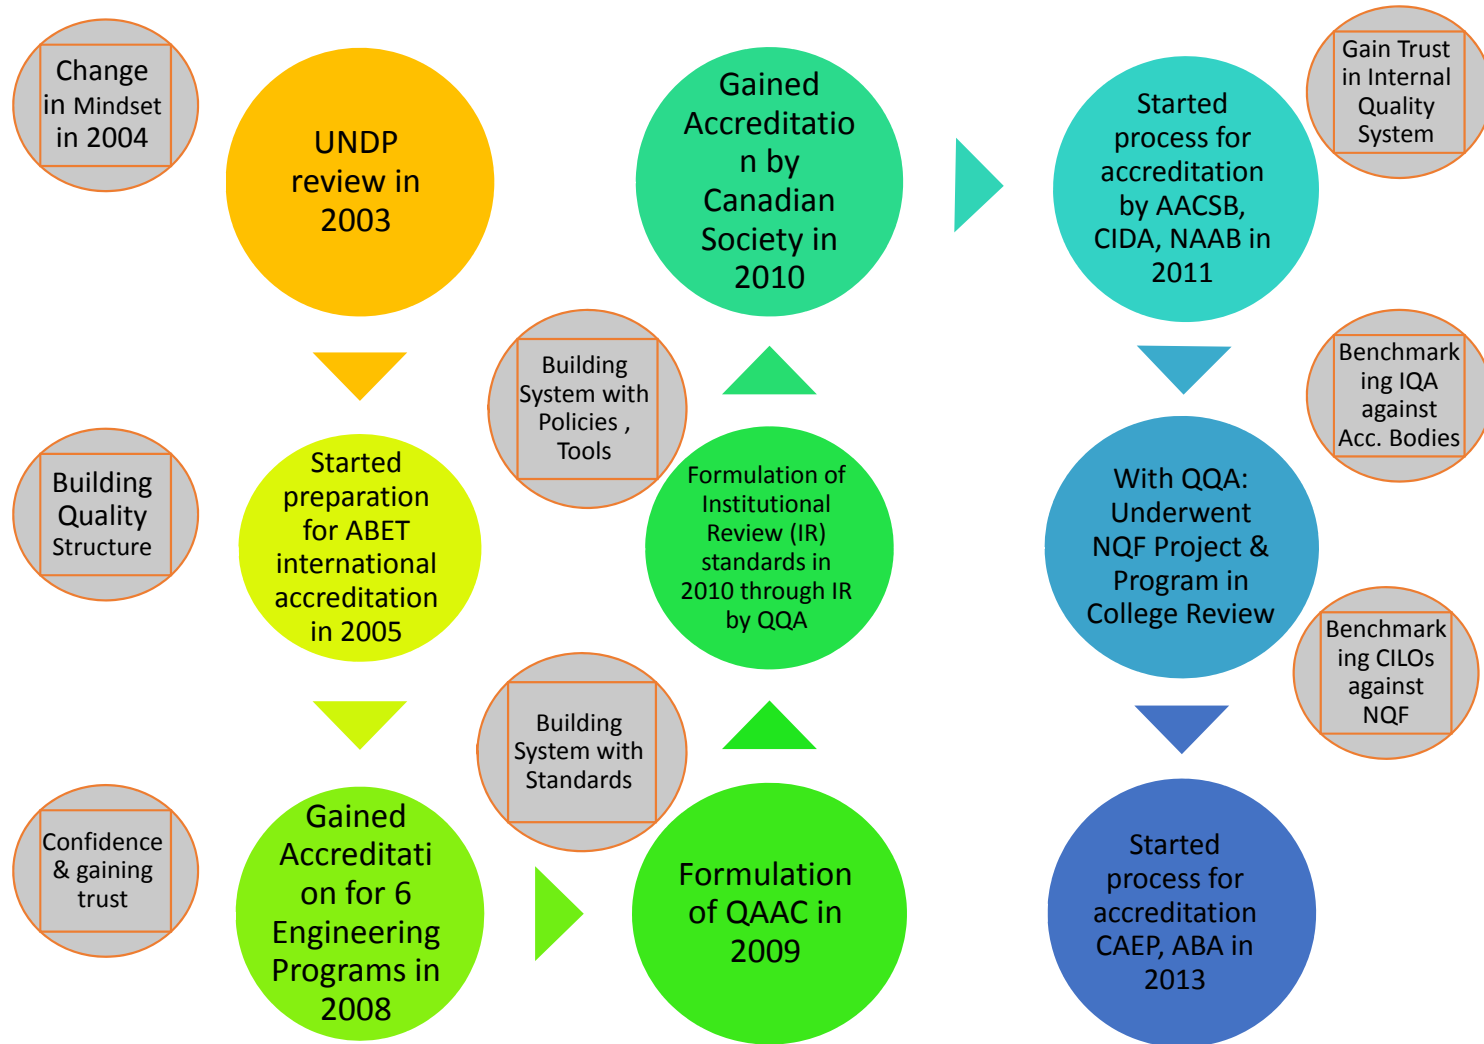 Change
in Mindset
in 2004
UNDP
review in
2003
Building
Quality
Structure
Started
preparation
for ABET
international
accreditation
in 2005
Confidence
& gaining
trust
Gained
Accreditati
on for 6
Engineering
Programs in
2008
Building
System with
Standards
Formulation
of QAAC in
2009
Building
System with
Policies ,
Tools
Formulation of
Institutional
Review (IR)
standards in
2010 through IR
by QQA
Gained
Accreditatio
n by
Canadian
Society in
2010
Started
process for
accreditation
by AACSB,
CIDA, NAAB in
2011
Gain Trust
in Internal
Quality
System
Benchmark
ing IQA
against
Acc. Bodies
With QQA:
Underwent
NQF Project &
Program in
College Review
Benchmark
ing CILOs
against
NQF
Started
process for
accreditation
CAEP, ABA in
2013